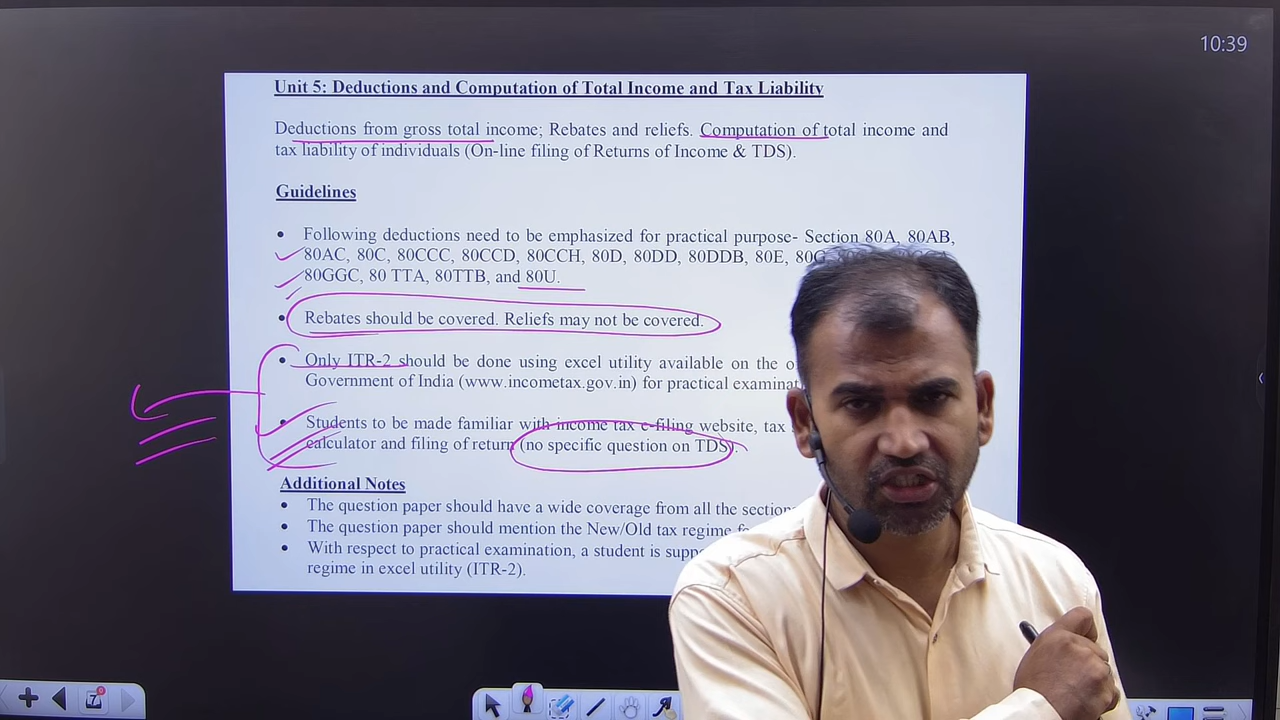 10:39
Unit 5: Deductions and Computation of Total Income and Tax Liability
Deductions from gross total income; Rebates and reliefs. Computation of total income and
tax liability of individuals (On-line filing of Returns of Income & TDS).
Guidelines
• Following deductions need to be emphasized for practical purpose- Section 80A, 80AB,
80AC, 80C, 80CCC, 80CCD, 80CCH, 80D, 80DD, 80DDB, 80E,
80GGC, 80 TTA, 80TTB, and 80U.
• Rebates should be covered. Reliefs may not be covered.
• Only ITR-2 should be done using excel utility available on the
Government of India (www.incometax.gov.in) for practical
• Students to be made familiar with income tax e-filing website, tax
calculator and filing of return (no specific question on TDS).
Additional Notes
• The question paper should have a wide coverage from all the
• The question paper should mention the New/Old tax regime
• With respect to practical examination, a student is
regime in excel utility (ITR-2).